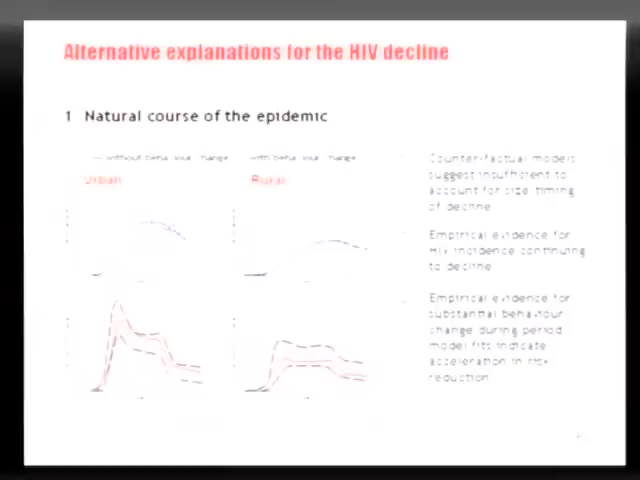 Alternative explanations for the HIV decline
1 Natural course of the epidemic
without behaviour change with behaviour change
Urban Rural
Counter-factual models
suggest insufficient to
account for size timing
of decline
Empirical evidence for
HIV incidence continuing
to decline
Empirical evidence for
substantial behaviour
change during period
model fits indicate
acceleration in risk
reduction